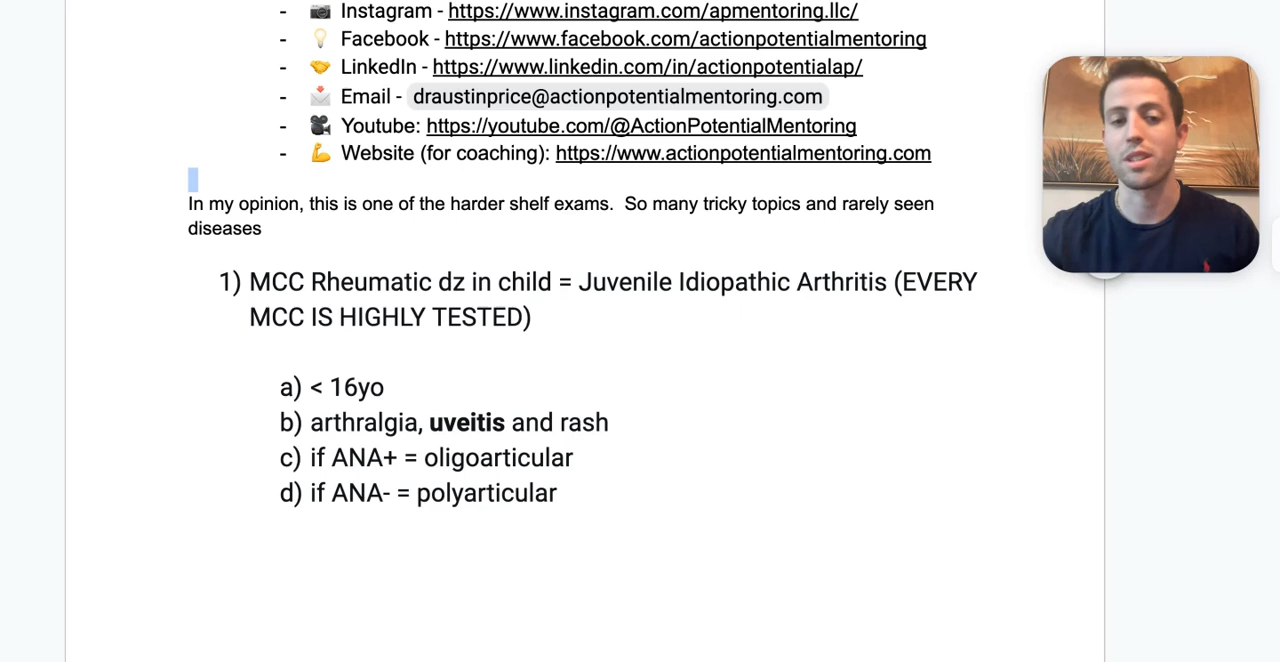 - 📷 Instagram - https://www.instagram.com/apmentoring.llc/
- 💡 Facebook - https://www.facebook.com/actionpotentialmentoring
- 🤝 LinkedIn - https://www.linkedin.com/in/actionpotentialap/
- 📩 Email - draustinprice@actionpotentialmentoring.com
- 🎥 Youtube: https://youtube.com/@ActionPotentialMentoring
- 💪 Website (for coaching): https://www.actionpotentialmentoring.com
In my opinion, this is one of the harder shelf exams.  So many tricky topics and rarely seen
diseases
1) MCC Rheumatic dz in child = Juvenile Idiopathic Arthritis (EVERY
MCC IS HIGHLY TESTED)
a) < 16yo
b) arthralgia, uveitis and rash
c) if ANA+ = oligoarticular
d) if ANA- = polyarticular